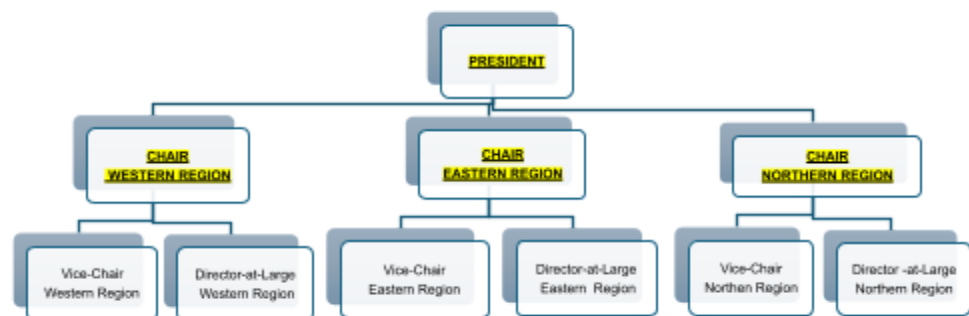 PRESIDENT
CHAIR
WESTERN REGION
CHAIR
EASTERN REGION
CHAIR
NORTHERN REGION
Vice-Chair
Western Region
Director-at-Large
Western Region
Vice-Chair
Eastern Region
Director-at-Large
Eastern Region
Vice-Chair
Northen Region
Director -at-Large
Northern Region